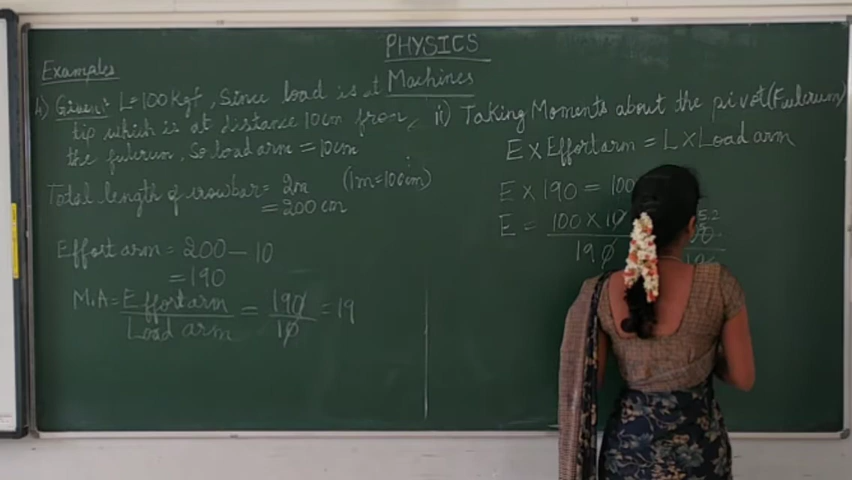 PHYSICS
Machines
Examples
4) Given: L=100Kgf, Since load is at
tip which is at distance 10cm from
the fulcrum, So load arm = 10cm
Total length of crowbar = 2m (1m=100cm)
= 200 cm
Effort arm = 200 – 10
= 190
M.A = Effort arm / Load arm = 190 / 10 = 19
ii) Taking Moments about the pivot(Fulcrum)
E X Effort arm = L X Load arm
E X 190 = 100
E = 100 X 10 / 190
5.2